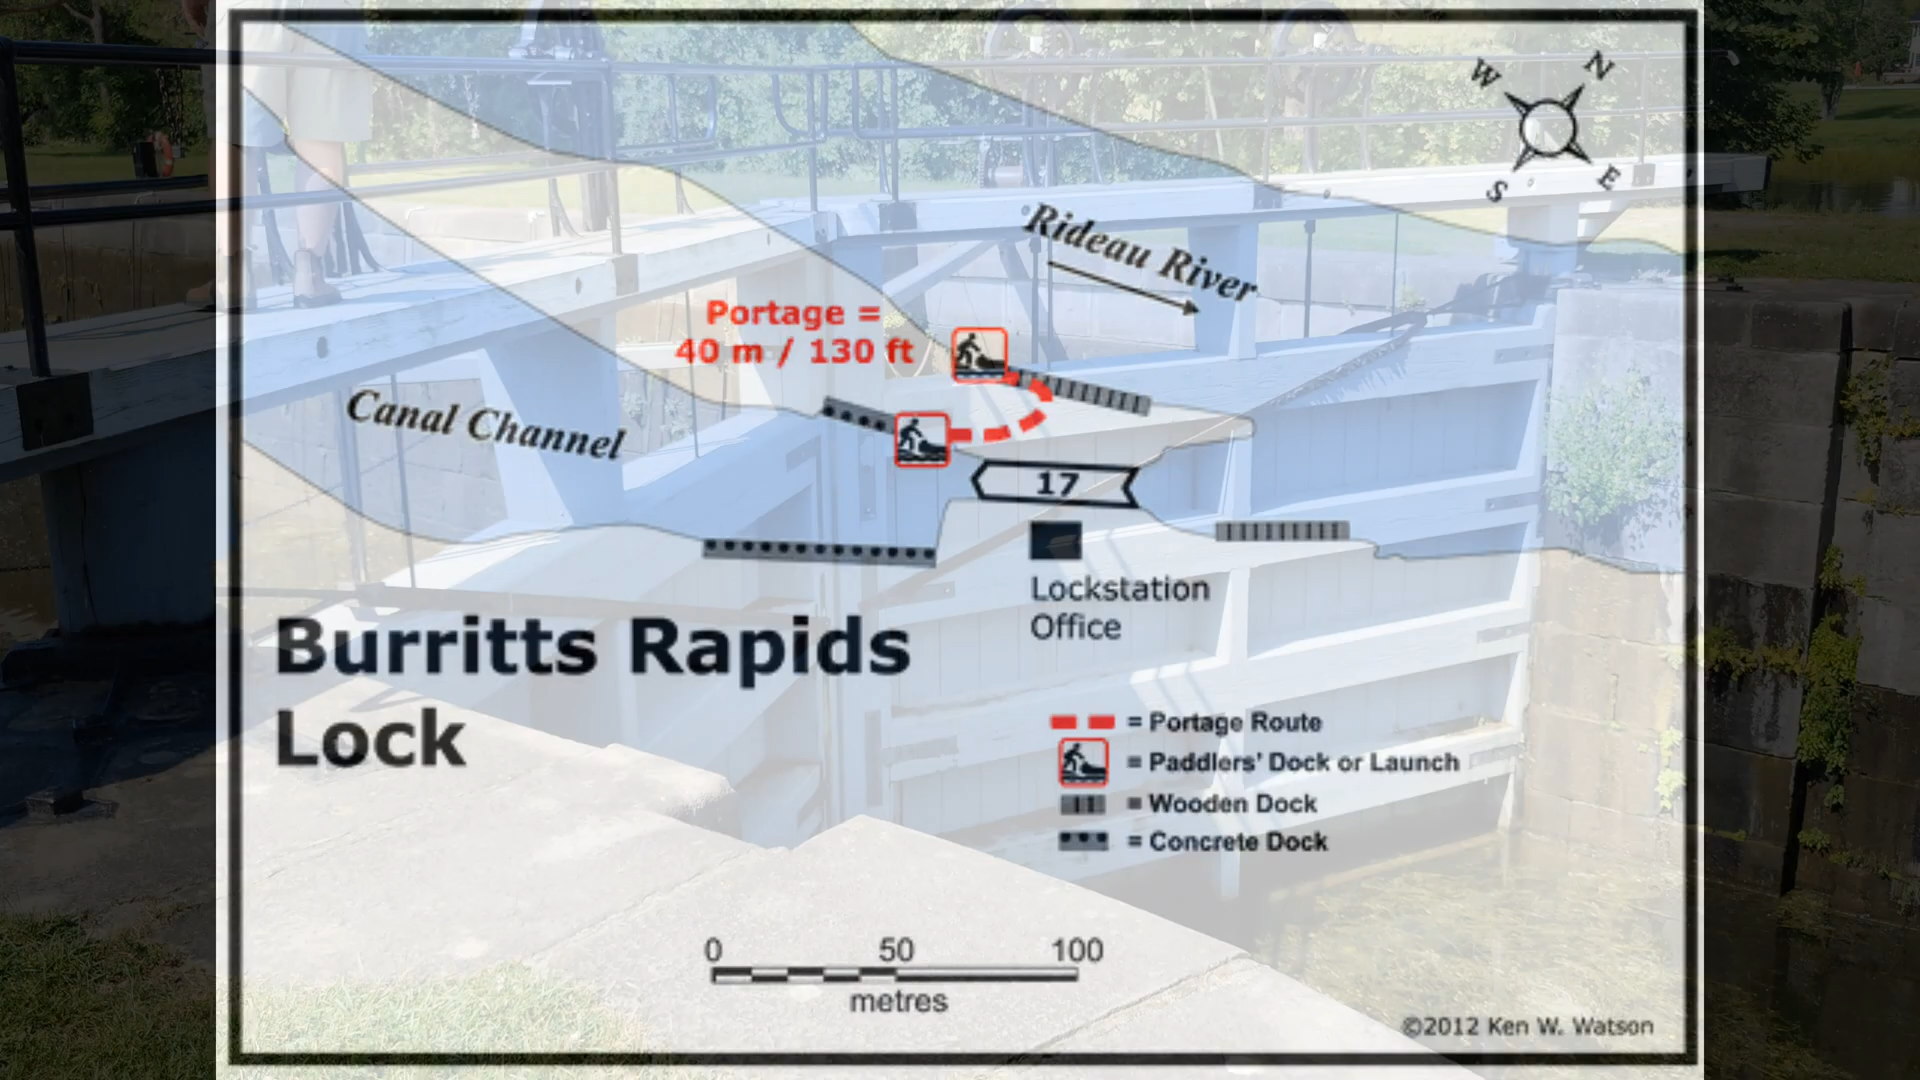 N
W
E
S
Rideau River
Portage =
40 m / 130 ft
Canal Channel
17
Lockstation
Office
Burritts Rapids
Lock
= Portage Route
= Paddlers' Dock or Launch
= Wooden Dock
= Concrete Dock
0 50 100
metres
©2012 Ken W. Watson